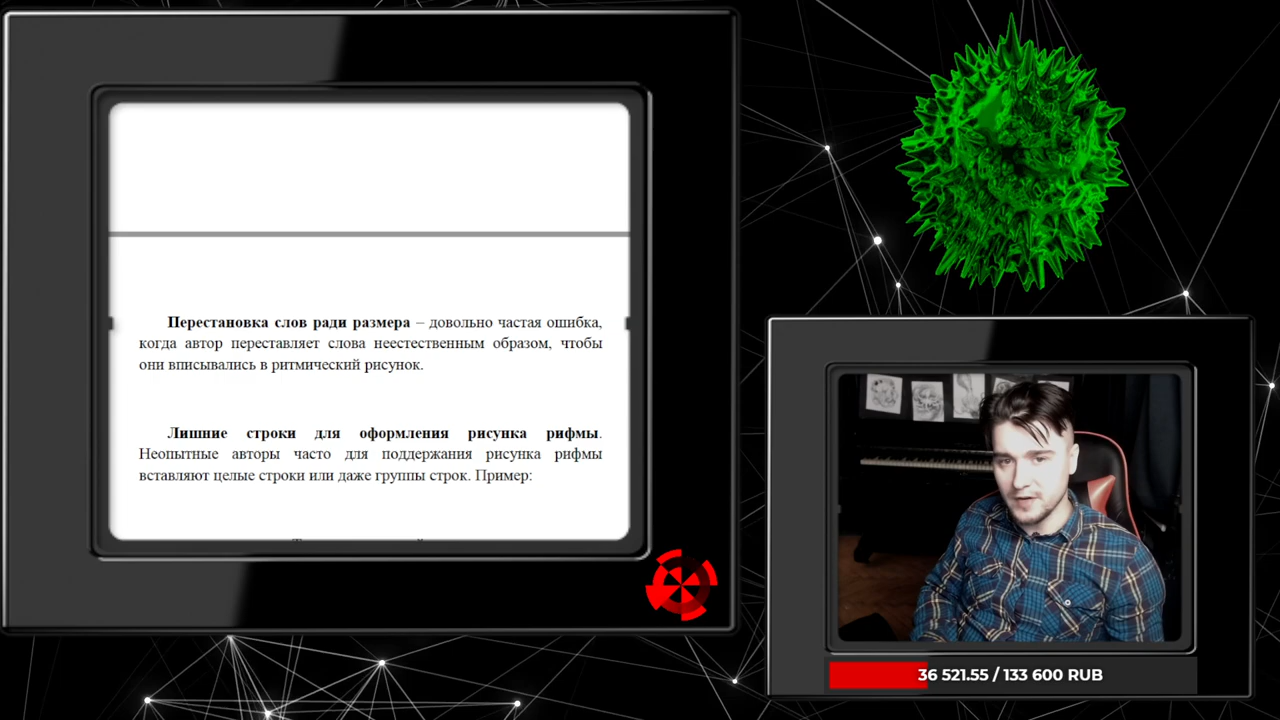 Перестановка слов ради размера – довольно частая ошибка,
когда автор переставляет слова неестественным образом, чтобы
они вписывались в ритмический рисунок.
Лишние строки для оформления рисунка рифмы.
Неопытные авторы часто для поддержания рисунка рифмы
вставляют целые строки или даже группы строк. Пример:
36 521.55 / 133 600 RUB